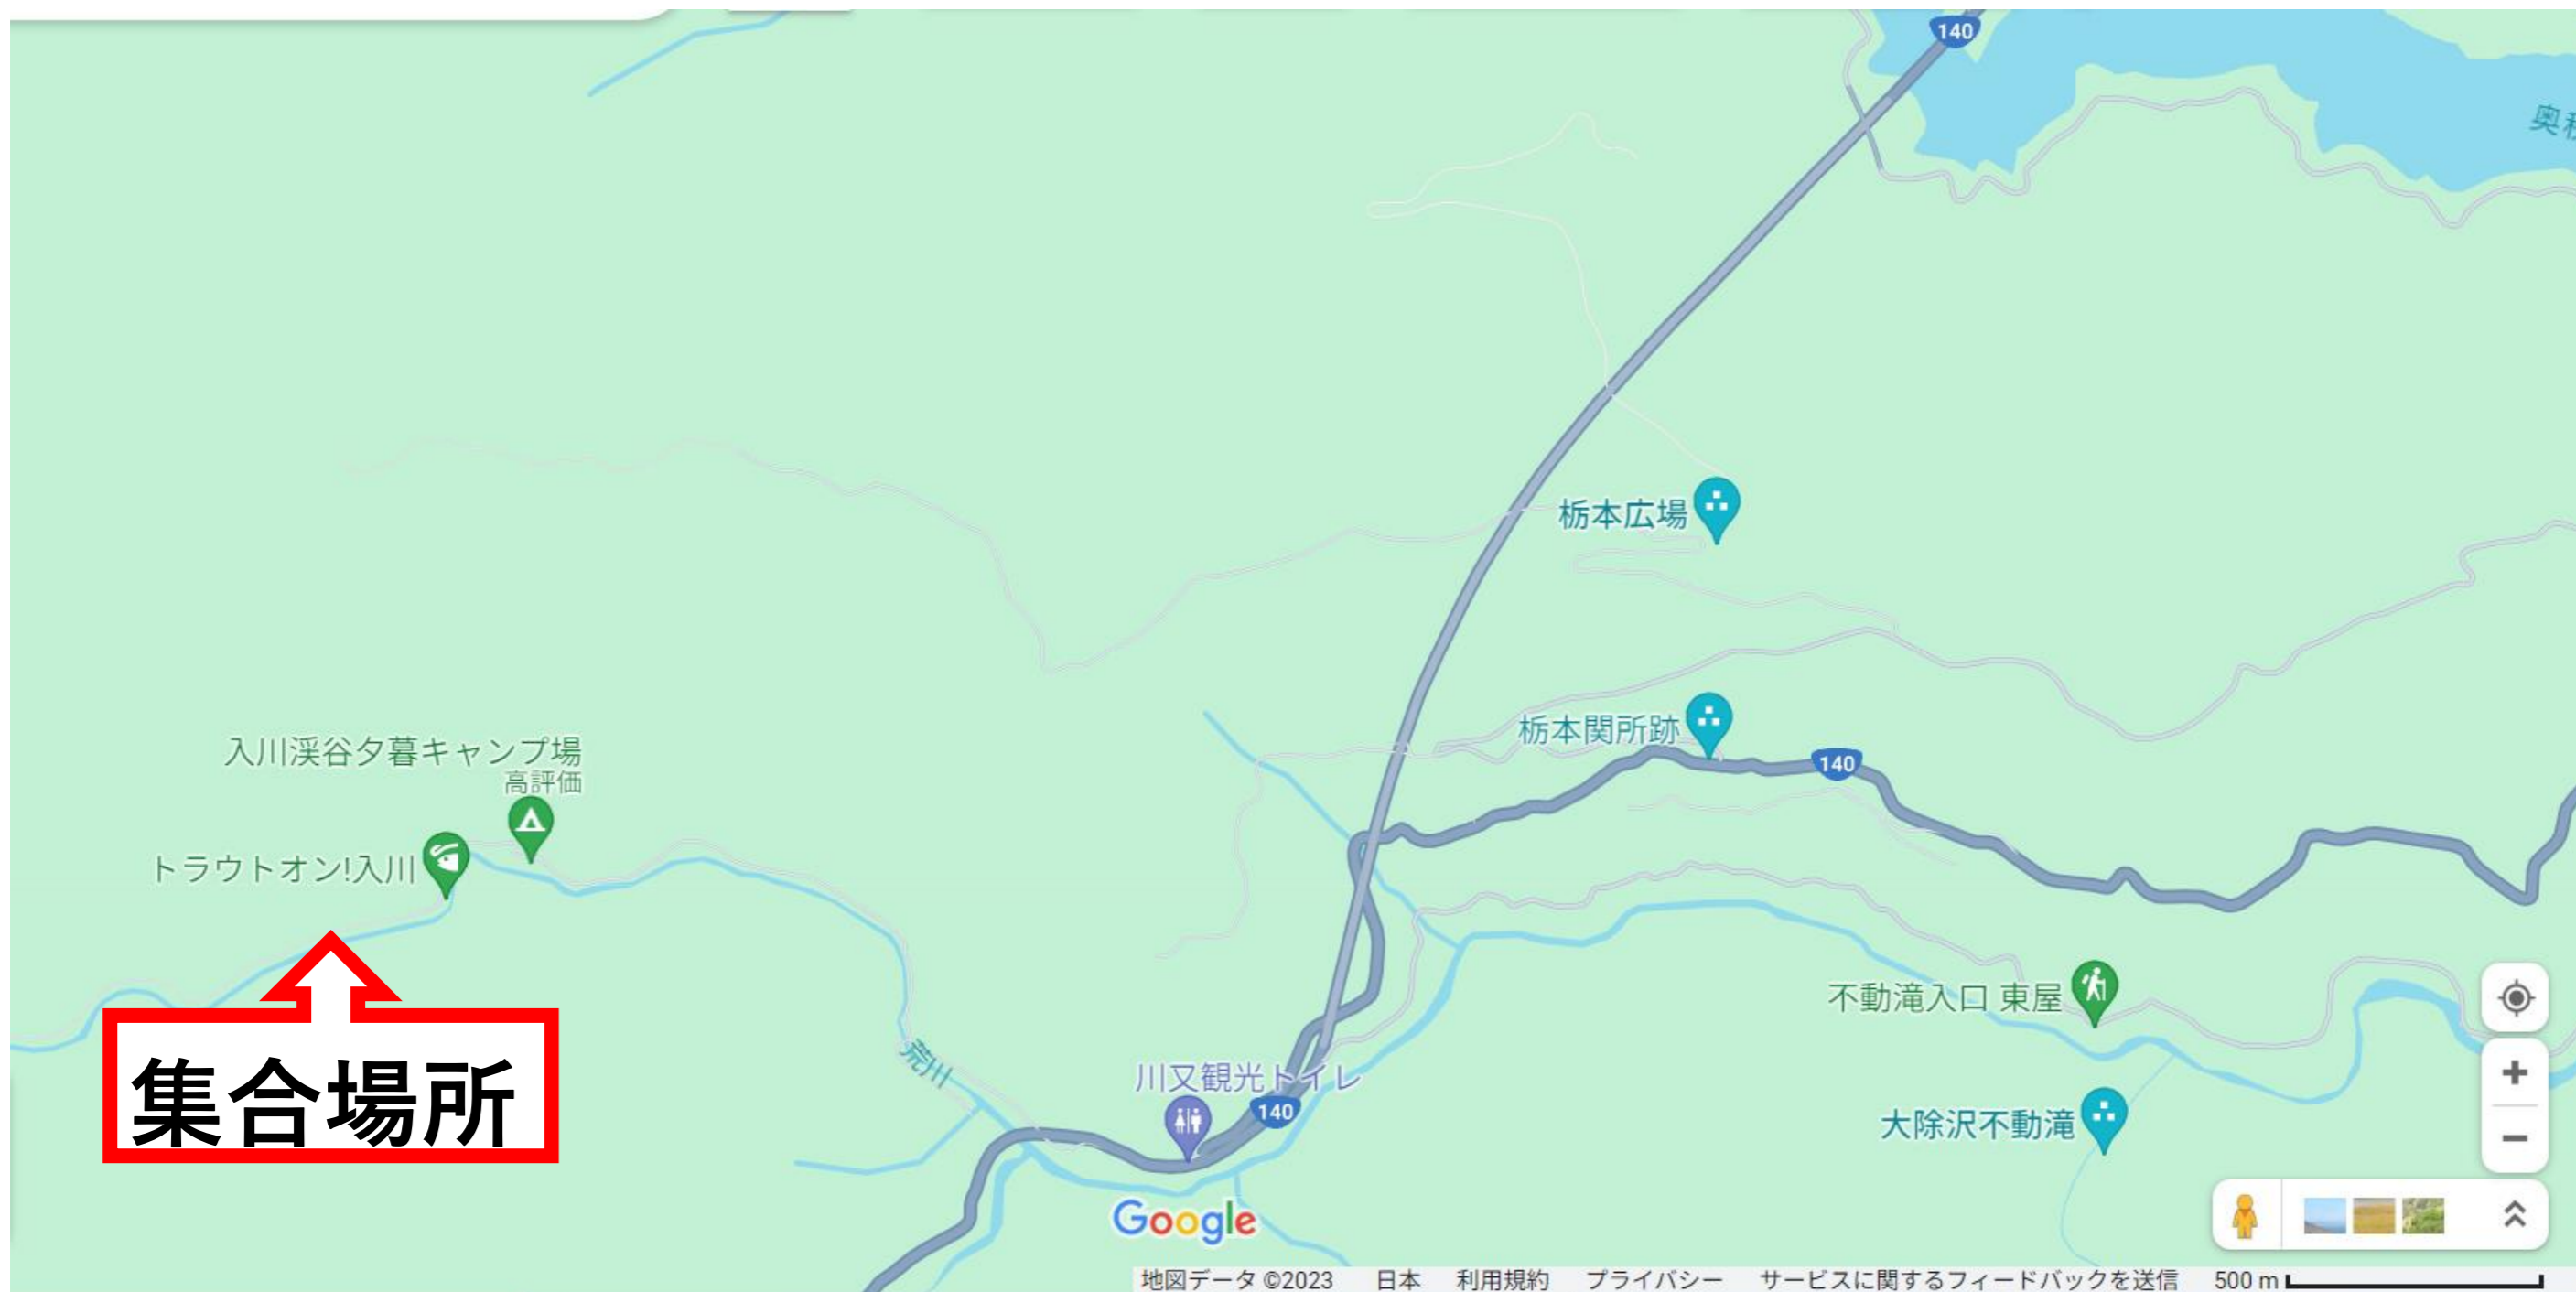 140
奥
栃本広場
栃本関所跡
140
入川渓谷夕暮キャンプ場
高評価
トラウトオン!入川
不動滝入口 東屋
集合場所
荒川
川又観光トイレ
140
大除沢不動滝
Google
地図データ ©2023 日本 利用規約 プライバシー サービスに関するフィードバックを送信 500 m